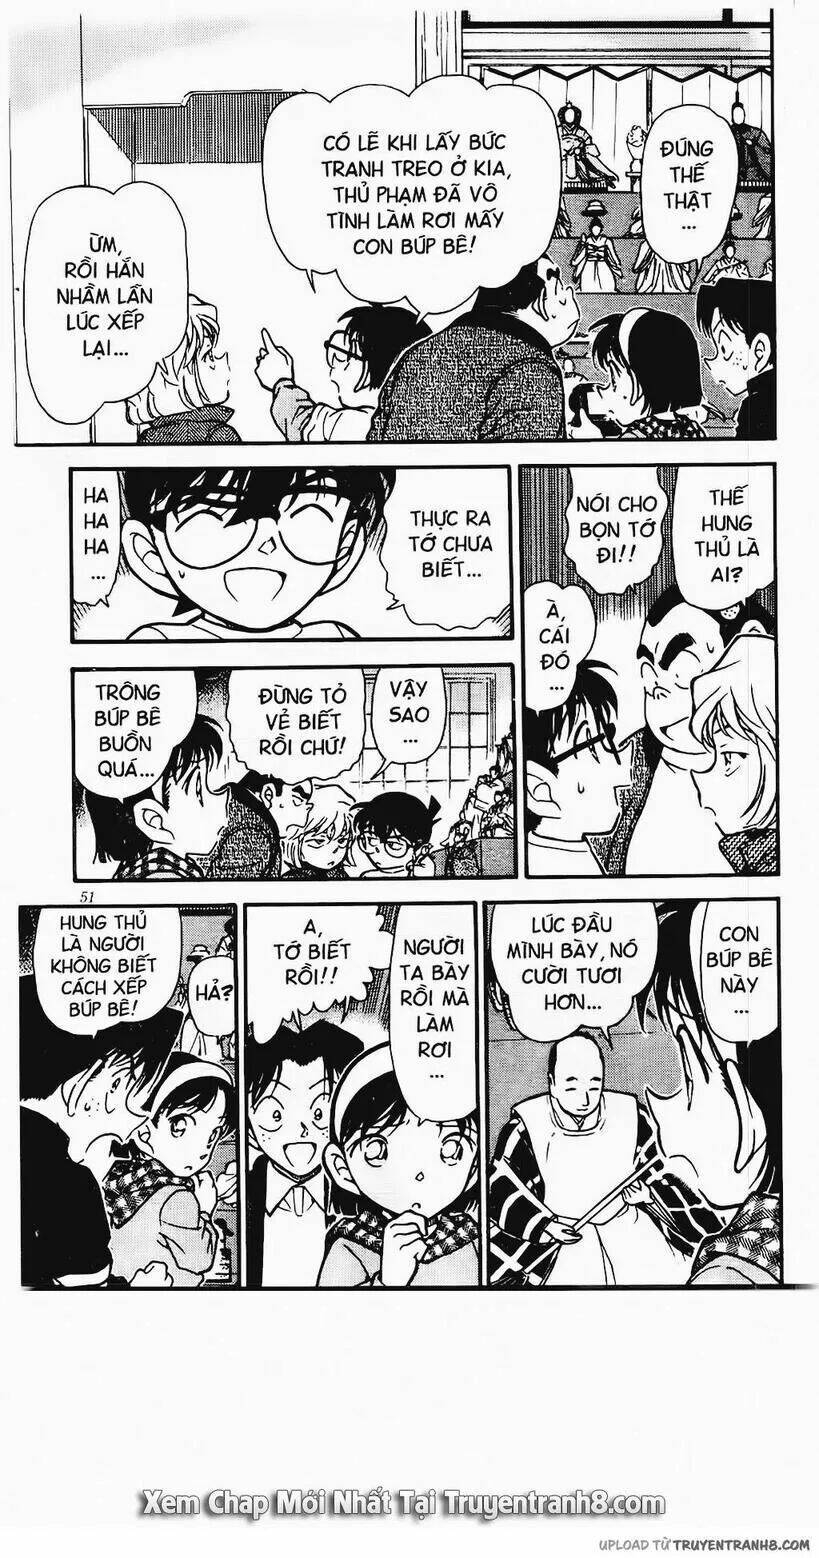 ĐÚNG
THẾ
THẬT
...
CÓ LẼ KHI LẤY BỨC
TRANH TREO Ở KIA,
THỦ PHẠM ĐÃ VÔ
TÌNH LÀM RƠI MẤY
CON BÚP BÊ!
ỪM,
RỒI HẮN
NHẦM LẪN
LÚC XẾP
LẠI...
THẾ
HUNG
THỦ LÀ
AI?
NÓI CHO
BỌN TỚ
ĐI!!
À,
CÁI
ĐÓ
...
THỰC RA
TỚ CHƯA
BIẾT...
HA
HA
HA
...
VẬY
SAO
...
ĐỪNG TỎ
VẺ BIẾT
RỒI CHỨ!
TRÔNG
BÚP BÊ
BUỒN
QUÁ...
51
CON
BÚP BÊ
NÀY
...
LÚC ĐẦU
MÌNH BÀY, NÓ
CƯỜI TƯƠI
HƠN...
NGƯỜI
TA BÀY
RỒI MÀ
LÀM
RƠI
...
A,
TỚ BIẾT
RỒI!!
HẢ?
HUNG THỦ
LÀ NGƯỜI
KHÔNG BIẾT
CÁCH XẾP
BÚP BÊ!
Xem Chap Mới Nhất Tại Truyentranh8.com
UPLOAD TỪ TRUYENTRANH8.COM